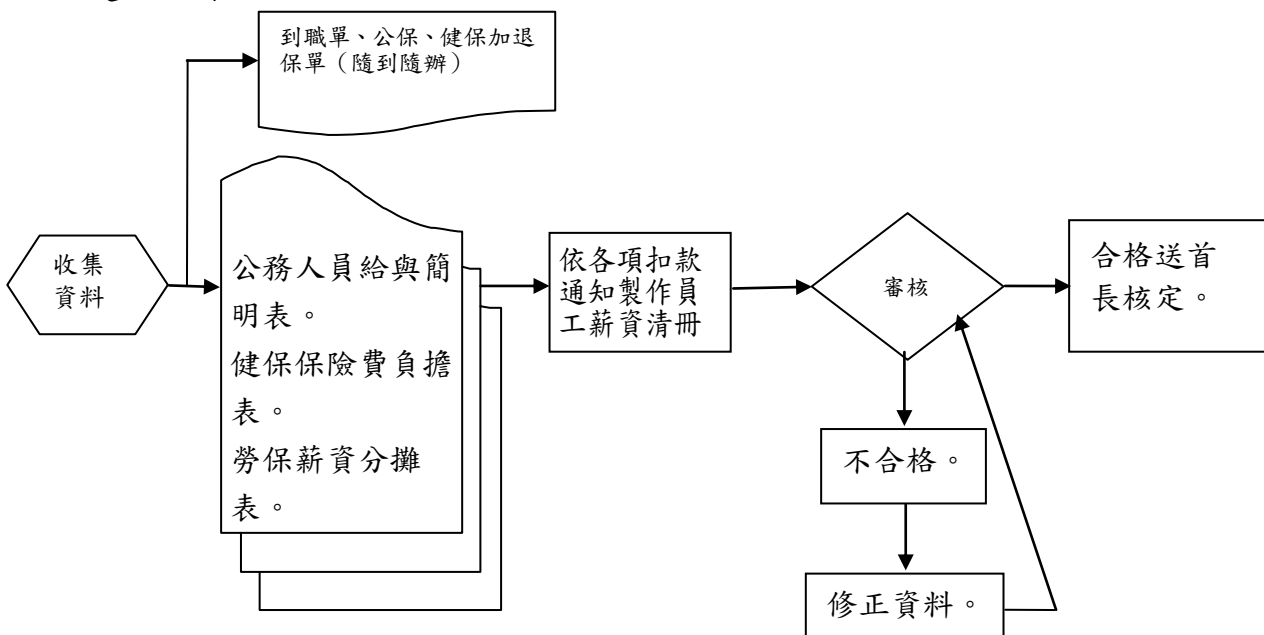 到職單、公保、健保加退
保單（隨到隨辦）
收集
資料
公務人員給與簡
明表。
健保保險費負擔
表。
勞保薪資分攤
表。
依各項扣款
通知製作員
工薪資清冊
審核
合格送首
長核定。
不合格。
修正資料。